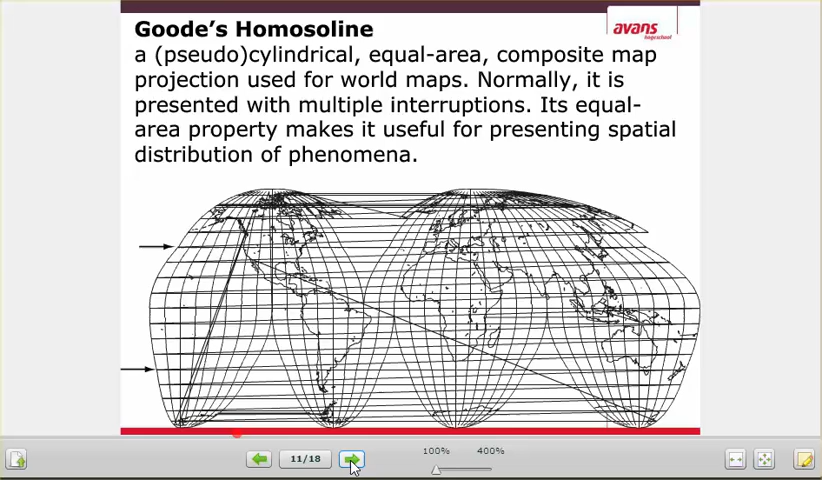 Goode's Homosoline
avans
hogeschool
a (pseudo)cylindrical, equal-area, composite map
projection used for world maps. Normally, it is
presented with multiple interruptions. Its equal-
area property makes it useful for presenting spatial
distribution of phenomena.
11/18
100%
400%